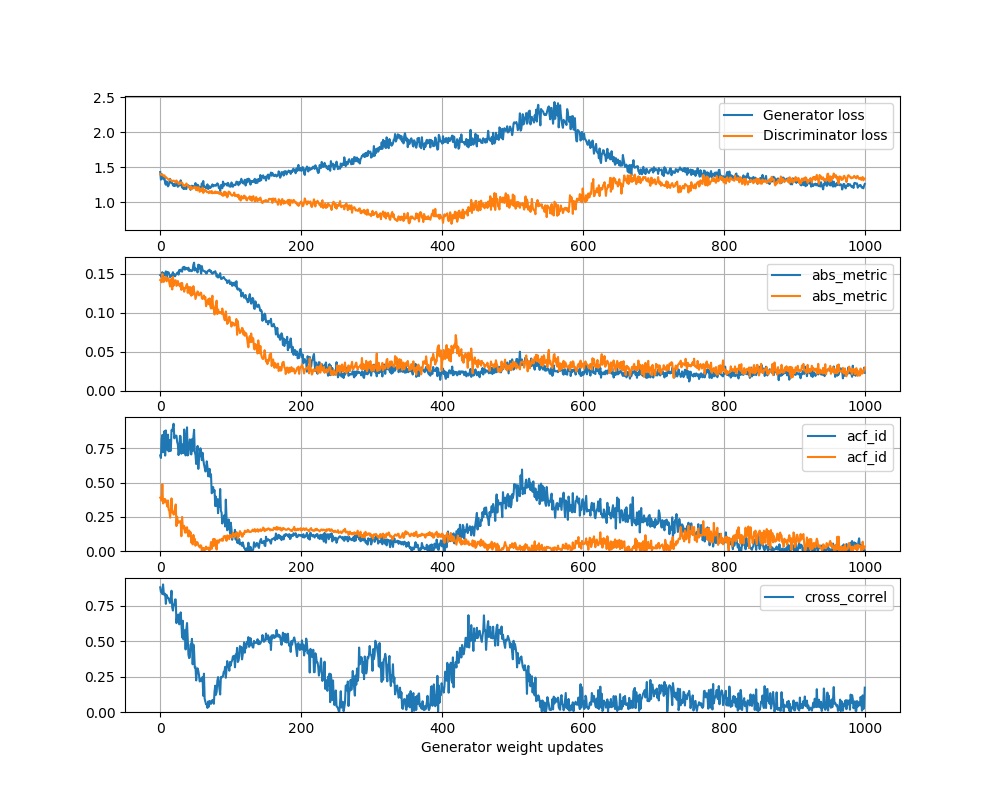 2.5
2.0
1.5
1.0
Generator loss
Discriminator loss
0 200 400 600 800 1000
0.15
0.10
0.05
0.00
abs_metric
abs_metric
0 200 400 600 800 1000
0.75
0.50
0.25
0.00
acf_id
acf_id
0 200 400 600 800 1000
0.75
0.50
0.25
0.00
cross_correl
0 200 400 600 800 1000
Generator weight updates